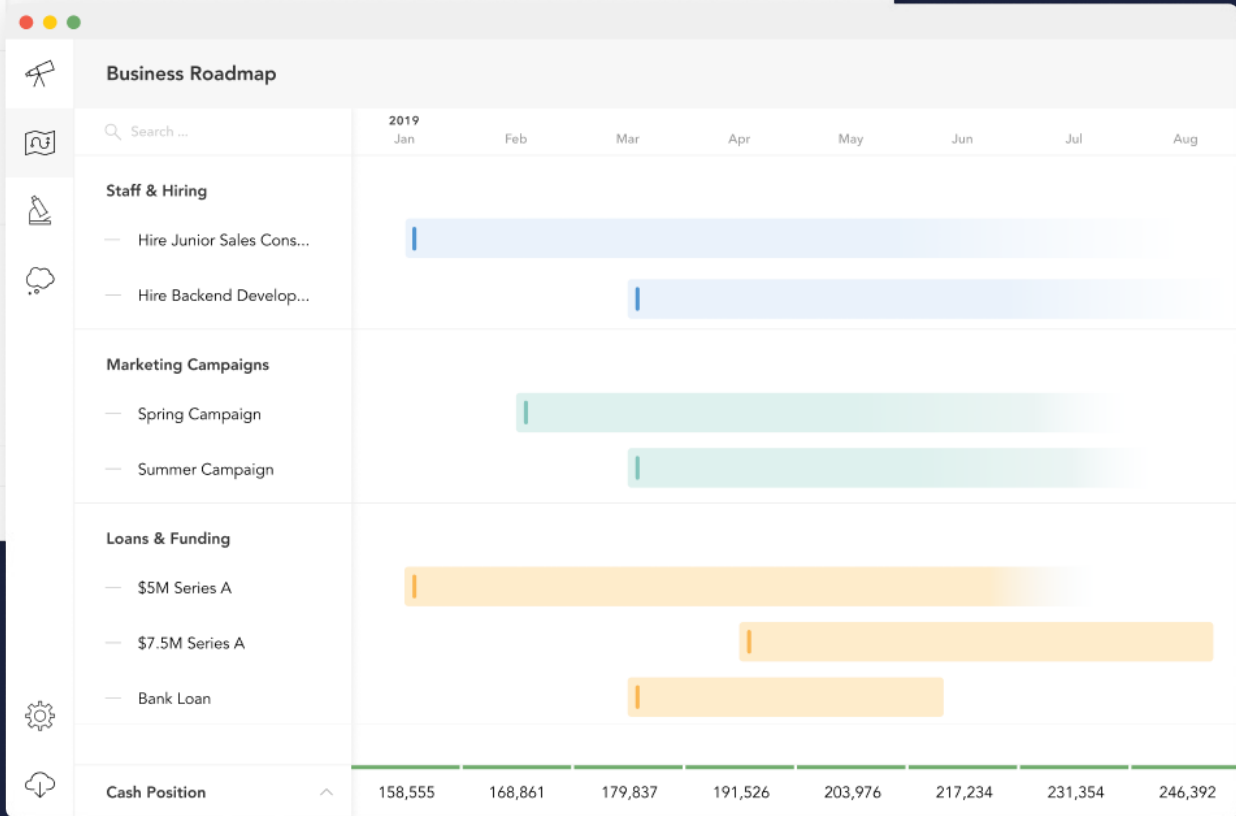 Business Roadmap
Search ...
2019
Jan Feb Mar Apr May Jun Jul Aug
Staff & Hiring
Hire Junior Sales Cons...
Hire Backend Develop...
Marketing Campaigns
Spring Campaign
Summer Campaign
Loans & Funding
$5M Series A
$7.5M Series A
Bank Loan
Cash Position 158,555 168,861 179,837 191,526 203,976 217,234 231,354 246,392